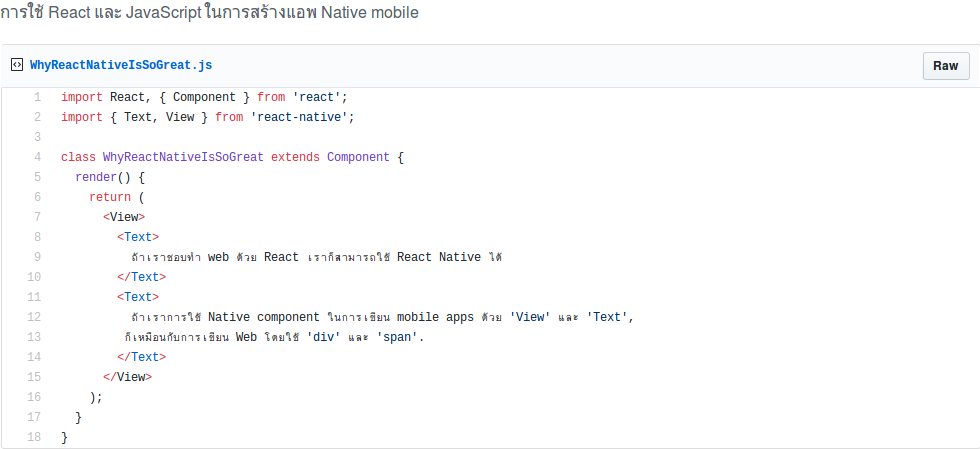 การใช้ React และ JavaScript ในการสร้างแอพ Native mobile
WhyReactNativeIsSoGreat.js
Raw
1 import React, { Component } from 'react';
2 import { Text, View } from 'react-native';
3
4 class WhyReactNativeIsSoGreat extends Component {
5 render() {
6 return (
7 <View>
8 <Text>
9 ถ้าเราชอบทำ web ด้วย React เราก็สามารถใช้ React Native ได้
10 </Text>
11 <Text>
12 ถ้าเราการใช้ Native component ในการเขียน mobile apps ด้วย 'View' และ 'Text',
13 ก็เหมือนกับการเขียน Web โดยใช้ 'div' และ 'span'.
14 </Text>
15 </View>
16 );
17 }
18 }